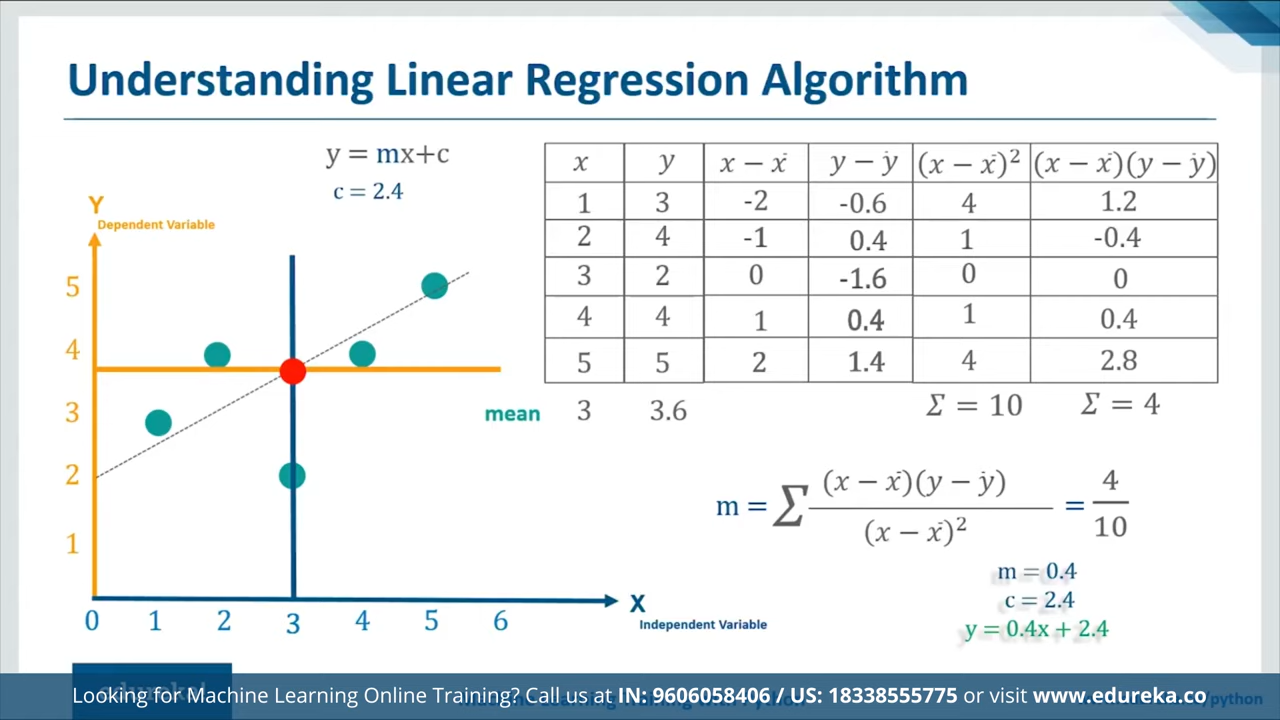 Understanding Linear Regression Algorithm
y = mx+c
c = 2.4
Y
Dependent Variable
5
4
3
2
1
0 1 2 3 4 5 6
X
Independent Variable
x y x − x̄ y − ȳ (x − x̄)² (x − x̄)(y − ȳ)
1 3 -2 -0.6 4 1.2
2 4 -1 0.4 1 -0.4
3 2 0 -1.6 0 0
4 4 1 0.4 1 0.4
5 5 2 1.4 4 2.8
mean 3 3.6 Σ = 10 Σ = 4
m = Σ (x − x̄)(y − ȳ) / (x − x̄)² = 4 / 10
m = 0.4
c = 2.4
y = 0.4x + 2.4
Looking for Machine Learning Online Training? Call us at IN: 9606058406 / US: 18338555775 or visit www.edureka.co